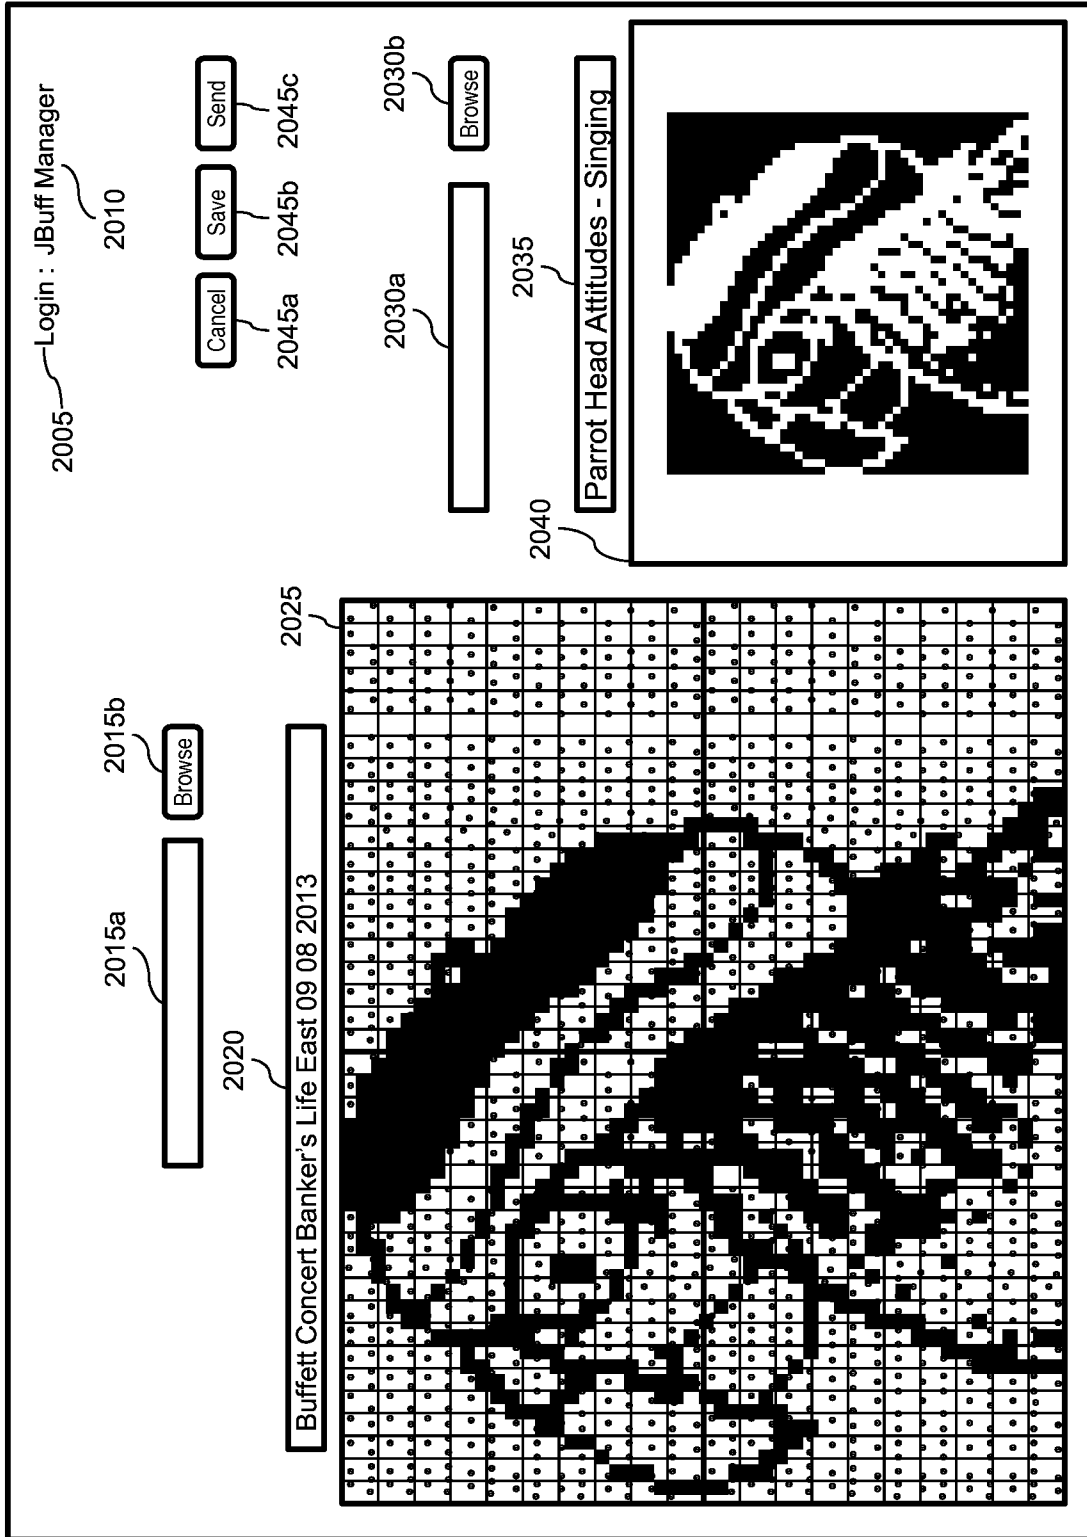 2005
Login : JBuff Manager
2010
2015a
2015b
Browse
Cancel
Save
Send
2045a
2045b
2045c
2020
Buffett Concert Banker's Life East 09 08 2013
2025
2030a
2030b
Browse
2035
Parrot Head Attitudes - Singing
2040